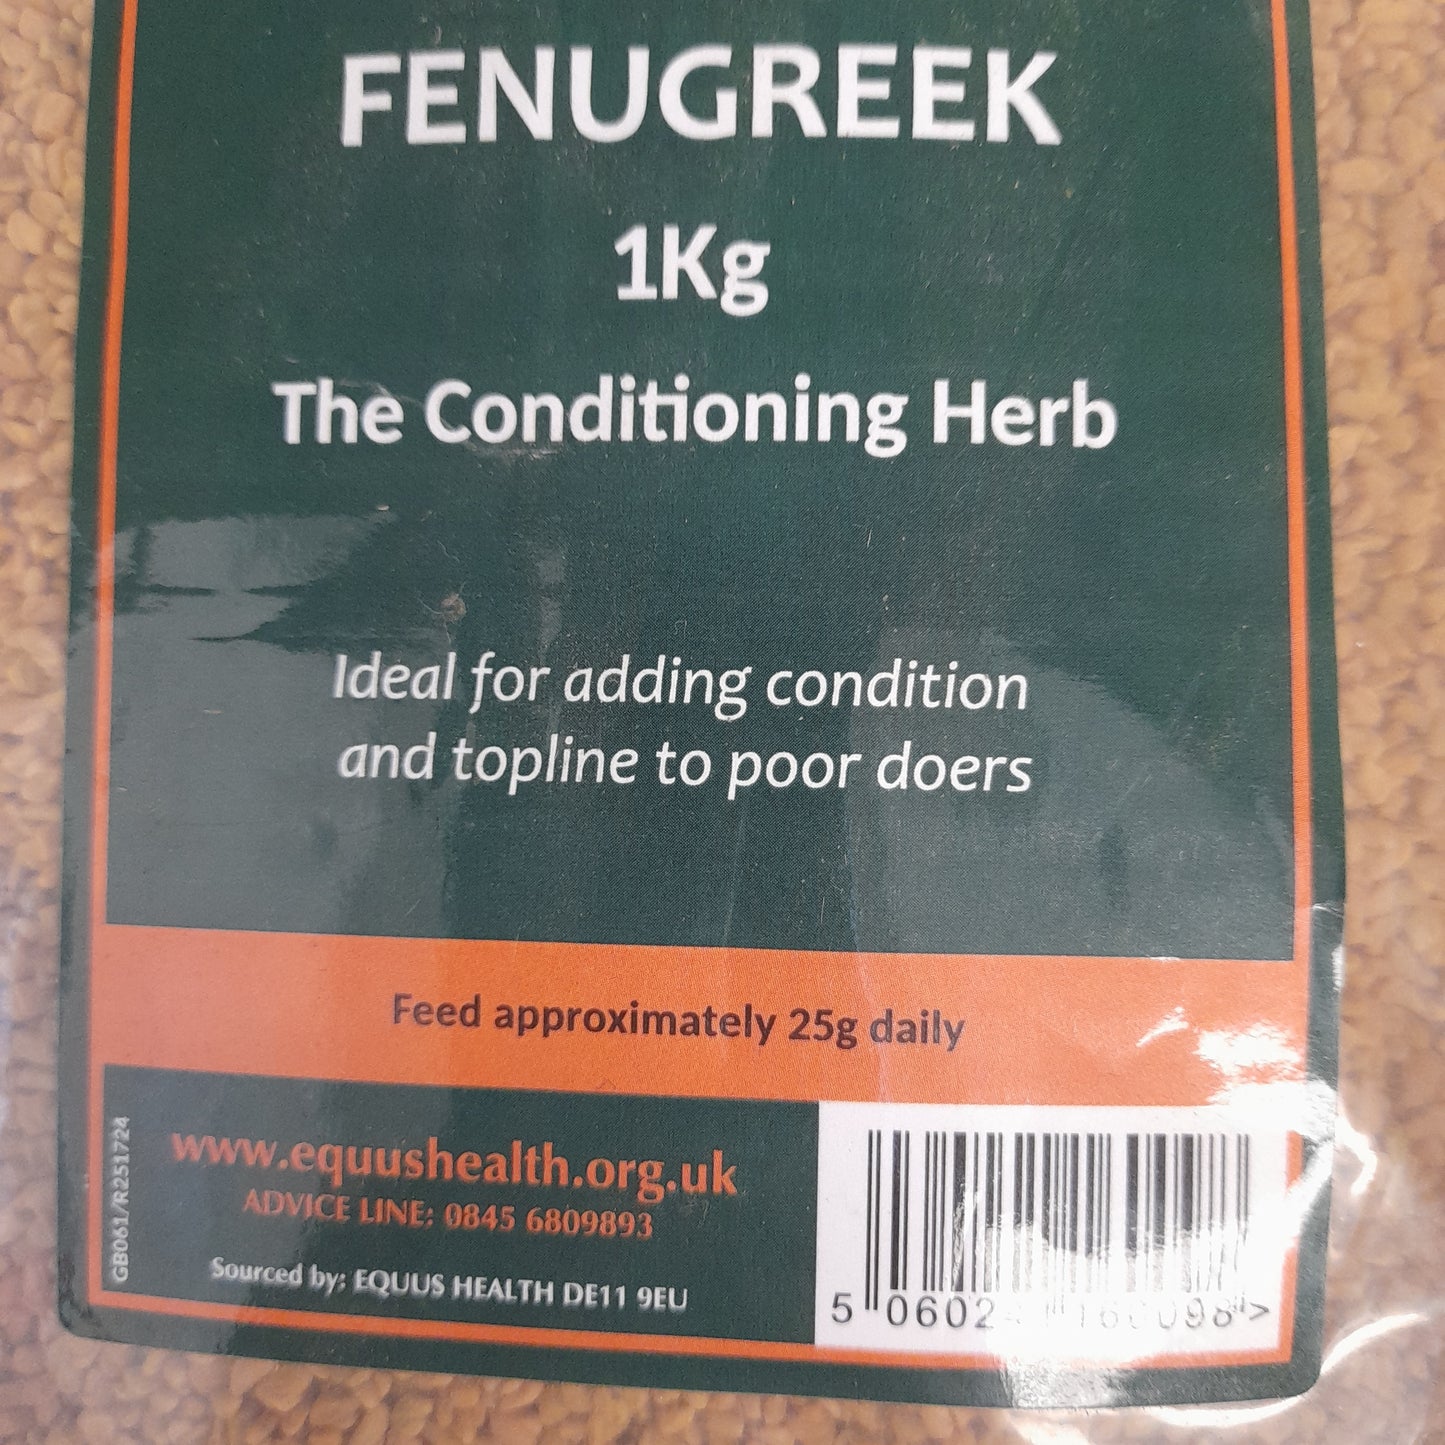 FENUGREEK
1Kg
The Conditioning Herb
Ideal for adding condition
and topline to poor doers
Feed approximately 25g daily
www.equushealth.org.uk
ADVICE LINE: 0845 6809893
Sourced by: EQUUS HEALTH DE11 9EU
GB061/R251724